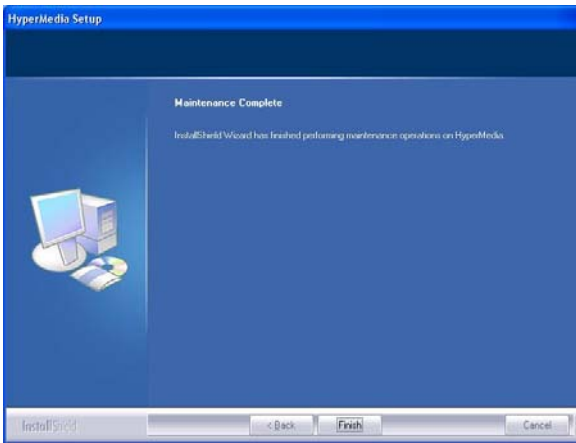 HyperMedia Setup
Maintenance Complete
InstallShield Wizard has finished performing maintenance operations on HyperMedia.
InstallShield
< Back
Finish
Cancel